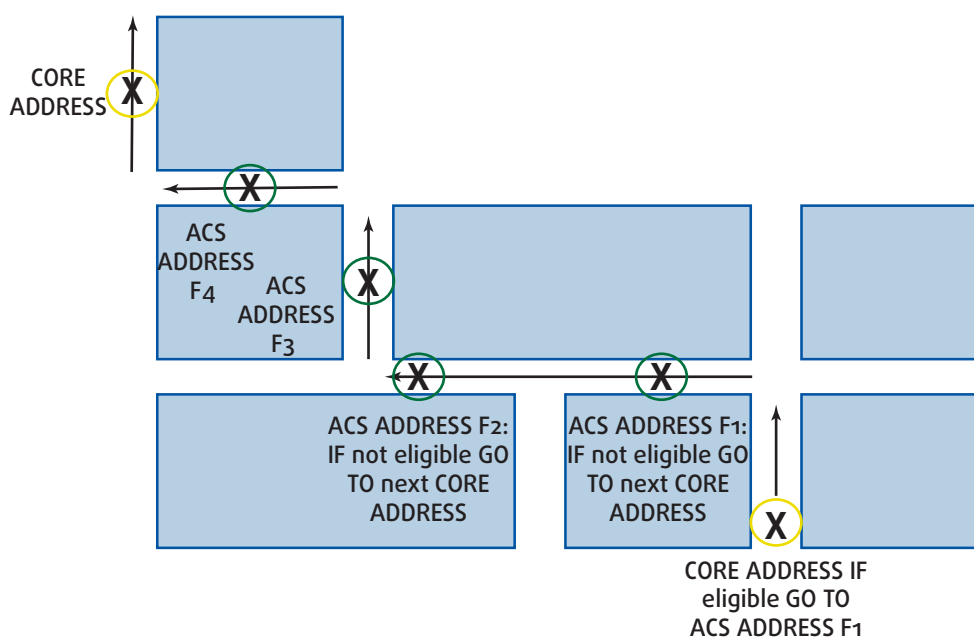 CORE
ADDRESS
X
X
ACS
ADDRESS
F4
ACS
ADDRESS
F3
X
X
X
ACS ADDRESS F2:
IF not eligible GO
TO next CORE
ADDRESS
ACS ADDRESS F1:
IF not eligible GO
TO next CORE
ADDRESS
X
CORE ADDRESS IF
eligible GO TO
ACS ADDRESS F1